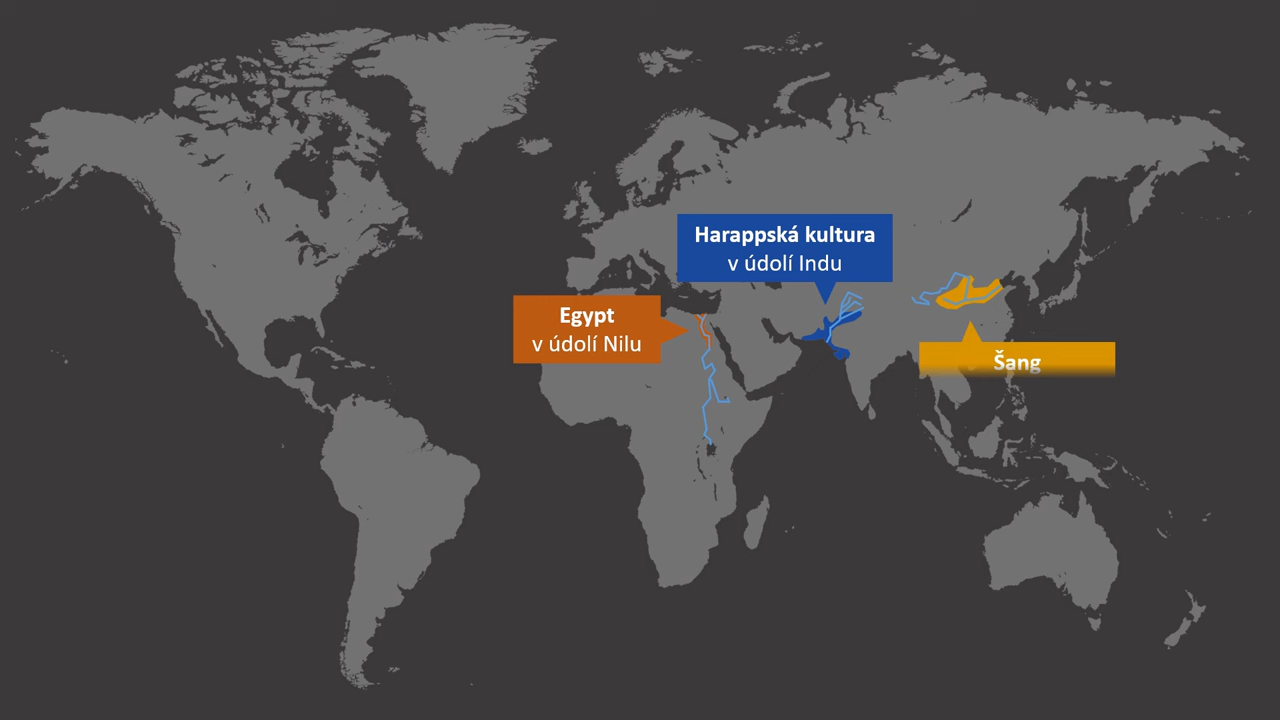 Harappská kultura
v údolí Indu
Egypt
v údolí Nilu
Šang